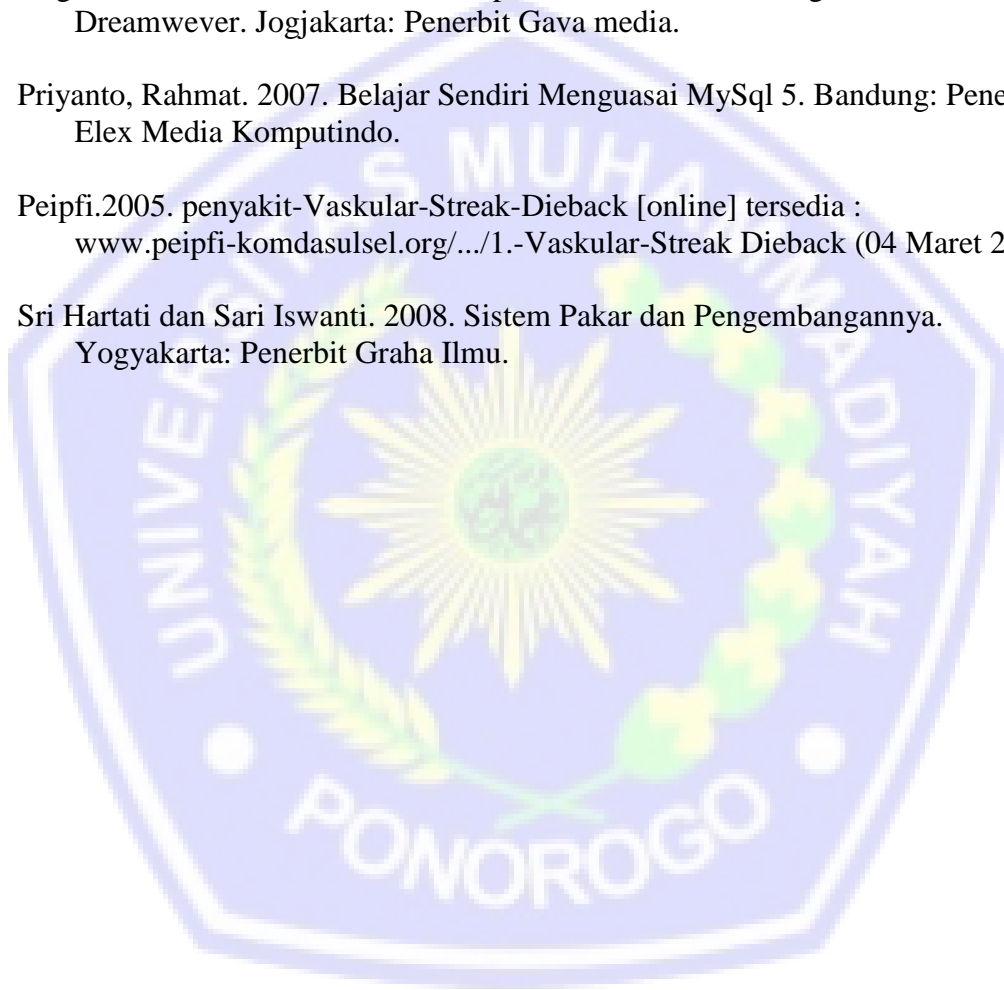 Dreamwever. Jogjakarta: Penerbit Gava media.
Priyanto, Rahmat. 2007. Belajar Sendiri Menguasai MySql 5. Bandung:
Elex Media Komputindo.
Peipfi.2005. penyakit-Vaskular-Streak-Dieback [online] tersedia :
www.peipfi-komdasulsel.org/.../1.-Vaskular-Streak Dieback (04 Maret
Sri Hartati dan Sari Iswanti. 2008. Sistem Pakar dan Pengembangannya.
Yogyakarta: Penerbit Graha Ilmu.
UNIVERSITAS MUHAMMADIYAH
PONOROGO